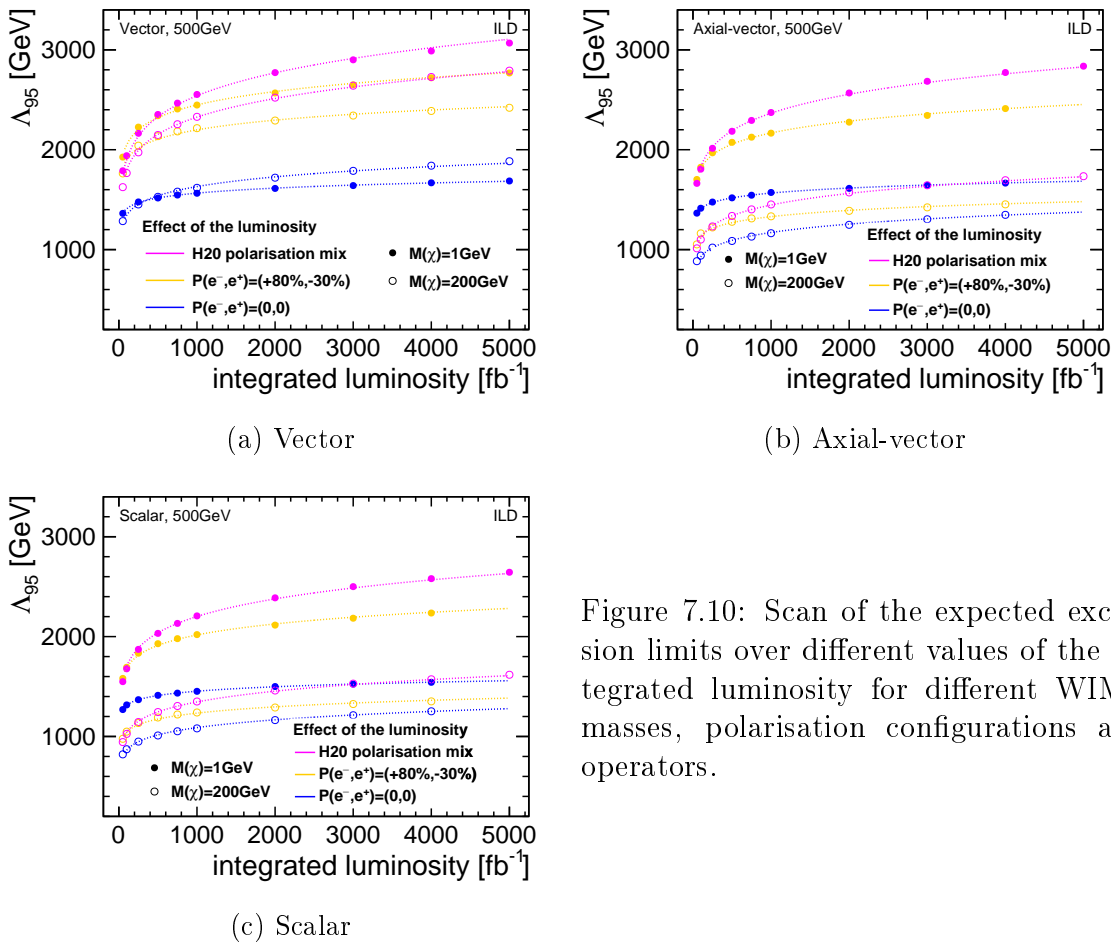 Λ95 [GeV]
Vector, 500GeV ILD
3000
2000
1000
Effect of the luminosity
H20 polarisation mix
P(e⁻,e⁺)=(+80%,-30%)
P(e⁻,e⁺)=(0,0)
M(χ)=1GeV
M(χ)=200GeV
0 1000 2000 3000 4000 5000
integrated luminosity [fb⁻¹]
(a) Vector
Λ95 [GeV]
Axial-vector, 500GeV ILD
3000
2000
1000
M(χ)=1GeV
M(χ)=200GeV
Effect of the luminosity
H20 polarisation mix
P(e⁻,e⁺)=(+80%,-30%)
P(e⁻,e⁺)=(0,0)
0 1000 2000 3000 4000 5000
integrated luminosity [fb⁻¹]
(b) Axial-vector
Λ95 [GeV]
Scalar, 500GeV ILD
3000
2000
1000
M(χ)=1GeV
M(χ)=200GeV
Effect of the luminosity
H20 polarisation mix
P(e⁻,e⁺)=(+80%,-30%)
P(e⁻,e⁺)=(0,0)
0 1000 2000 3000 4000 5000
integrated luminosity [fb⁻¹]
(c) Scalar
Figure 7.10: Scan of the expected exc
sion limits over different values of the
tegrated luminosity for different WIM
masses, polarisation configurations a
operators.